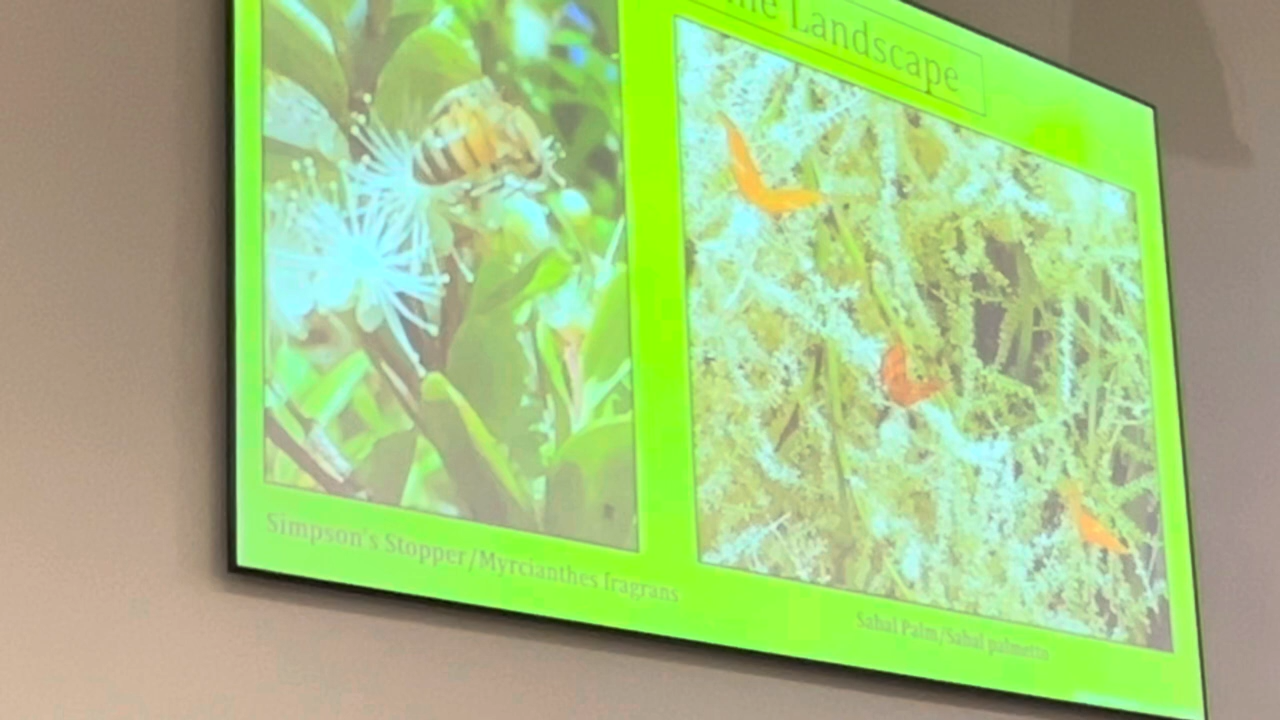 Landscape
Simpson's Stopper/Myrcianthes fragrans
Sabal Palm/Sabal palmetto